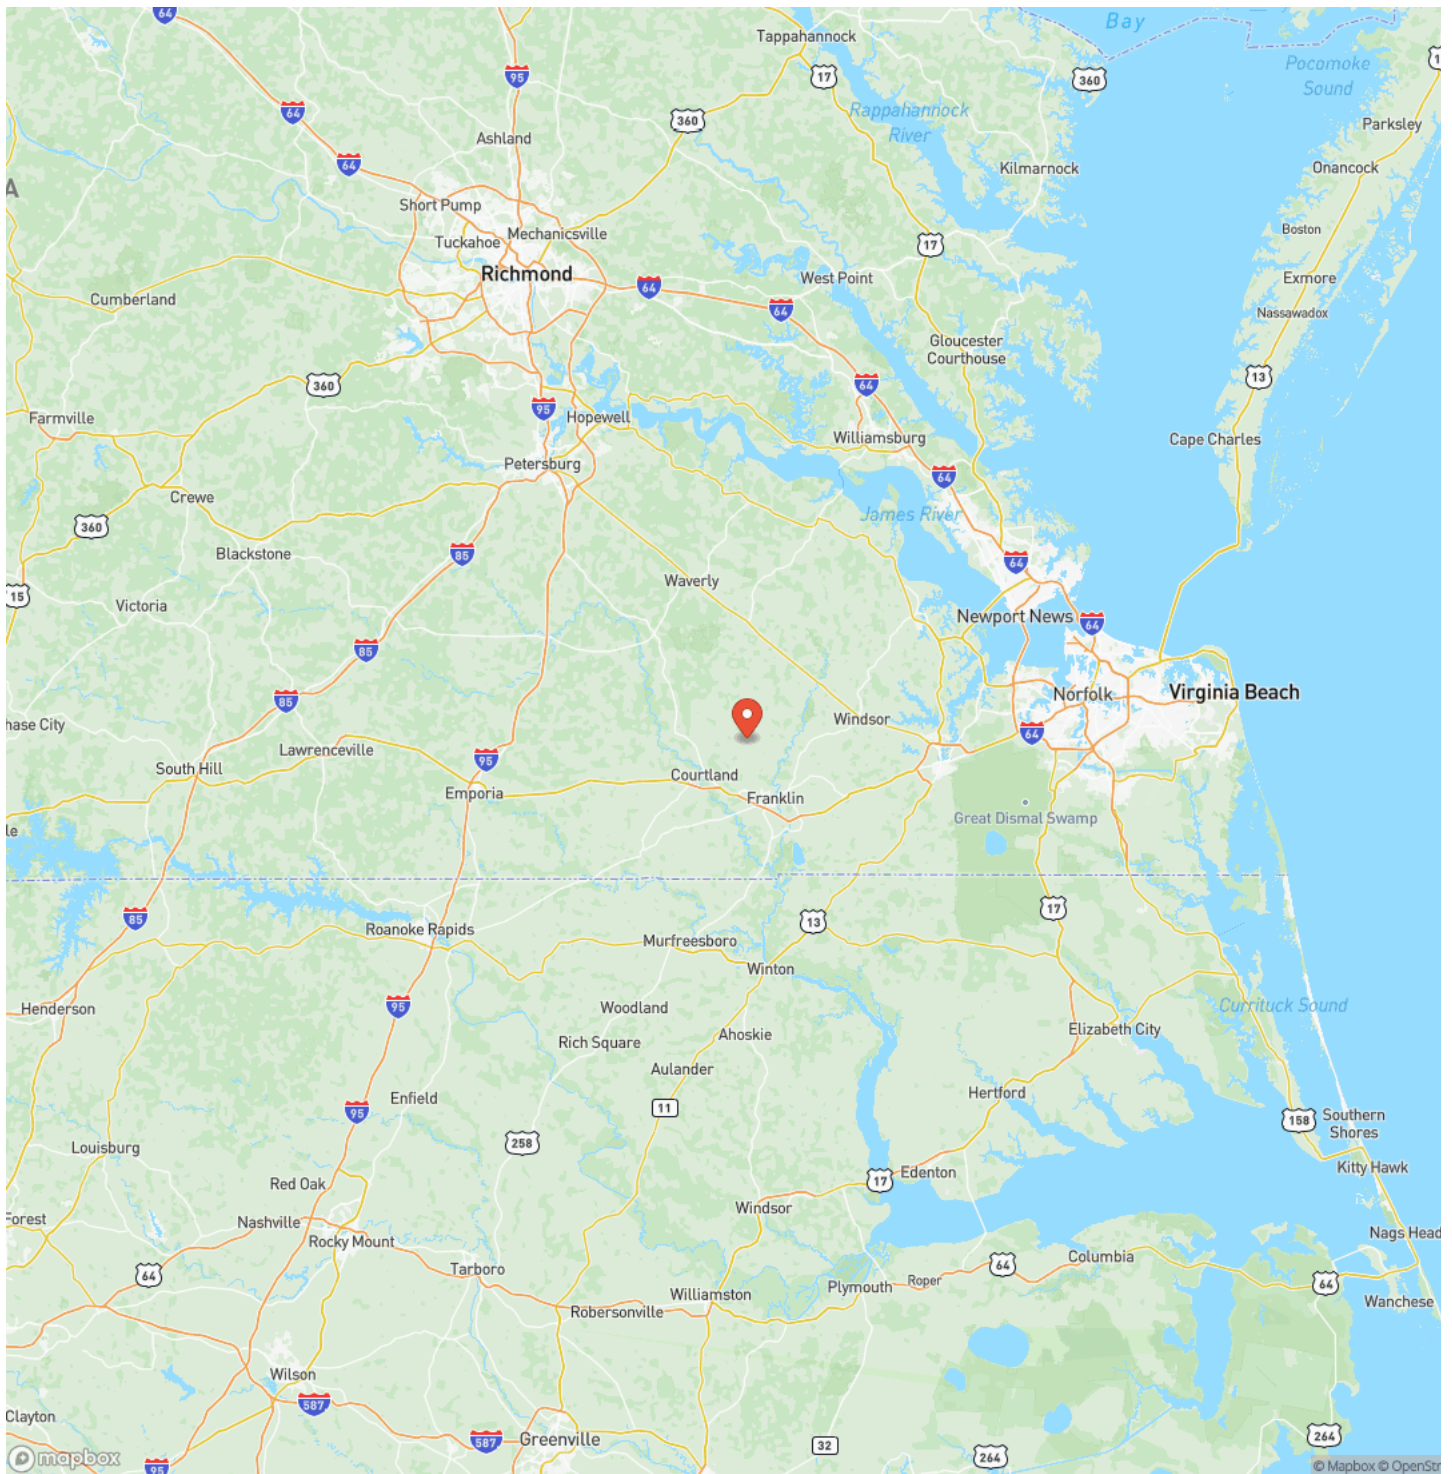 64
Bay
Tappahannock
95
17
360
Pocomoke
Sound
360
64
Rappahannock
River
Ashland
Parksley
64
Kilmarnock
Onancock
A
Short Pump
Mechanicsville
Tuckahoe
17
Boston
Richmond
64
West Point
Exmore
Cumberland
64
Nassawadox
Gloucester
Courthouse
360
64
13
95
Hopewell
Farmville
Williamsburg
Cape Charles
Petersburg
64
Crewe
James River
360
Blackstone
85
64
Waverly
15
Victoria
Newport News
64
85
Norfolk
Virginia Beach
85
hase City
Windsor
64
Lawrenceville
95
South Hill
Courtland
Emporia
Franklin
Great Dismal Swamp
le
85
17
13
Roanoke Rapids
Murfreesboro
Winton
Henderson
95
Woodland
Currituck Sound
Rich Square
Ahoskie
Elizabeth City
Aulander
Enfield
Hertford
95
11
158
Southern
Shores
Louisburg
258
Kitty Hawk
Red Oak
17
Edenton
Forest
Nashville
Windsor
Nags Head
Rocky Mount
64
Tarboro
64
Columbia
Plymouth
Roper
64
Williamston
Wanchese
Robersonville
Wilson
587
Clayton
587
Greenville
32
264
264
95
mapbox
© Mapbox © OpenStr